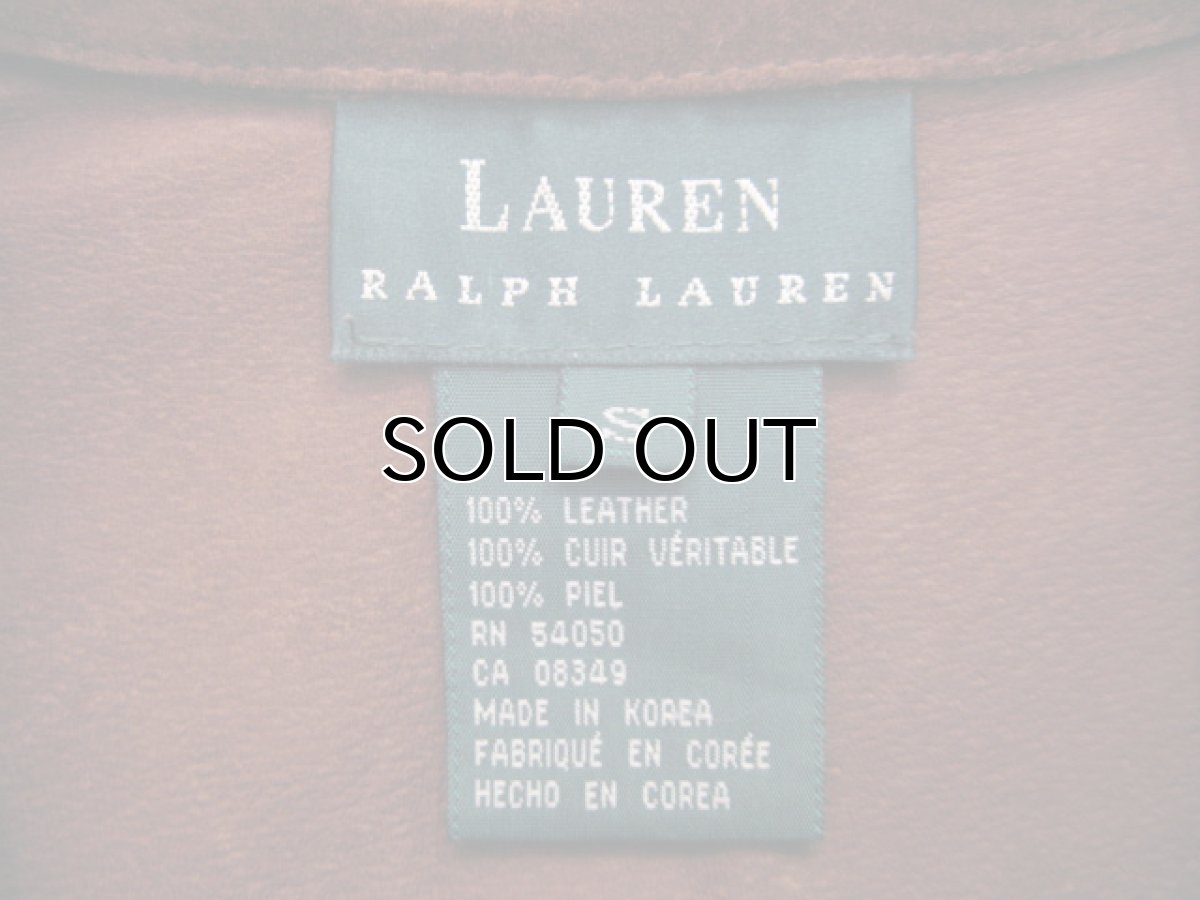 LAUREN
RALPH LAUREN
S
SOLD OUT
100% LEATHER
100% CUIR VÉRITABLE
100% PIEL
RN 54050
CA 08349
MADE IN KOREA
FABRIQUÉ EN CORÉE
HECHO EN COREA